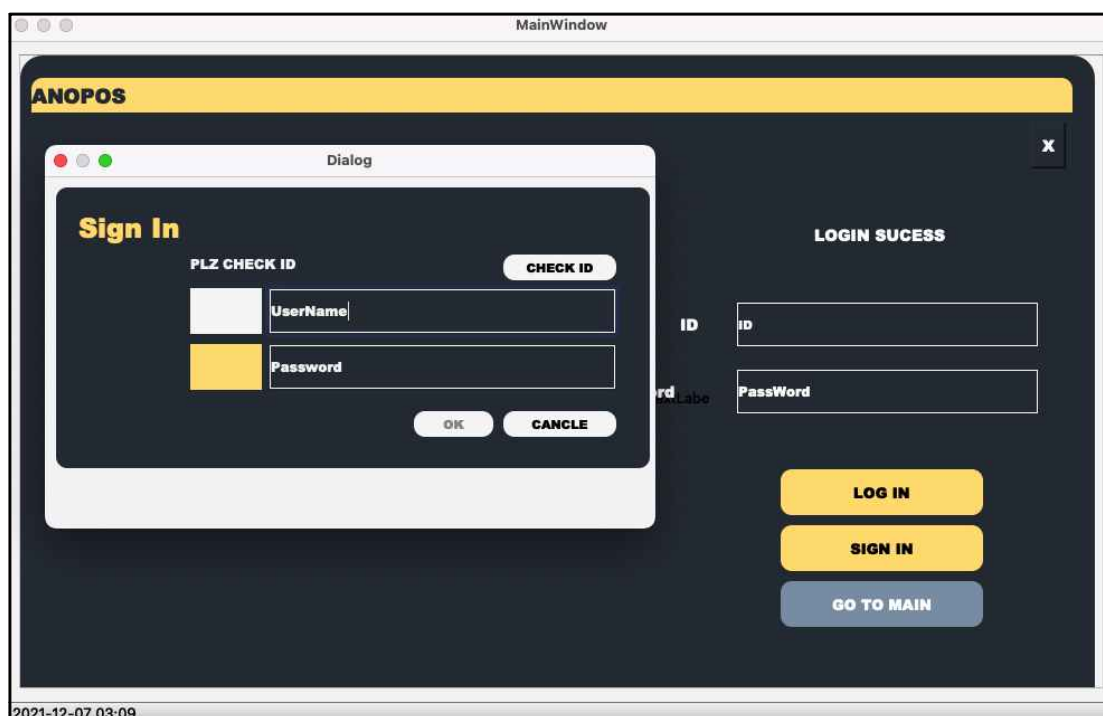 MainWindow
ANOPOS
X
Dialog
Sign In
PLZ CHECK ID
CHECK ID
UserName
Password
OK
CANCLE
LOGIN SUCESS
ID
ID
rd
PassWord
LOG IN
SIGN IN
GO TO MAIN
2021-12-07 03:09